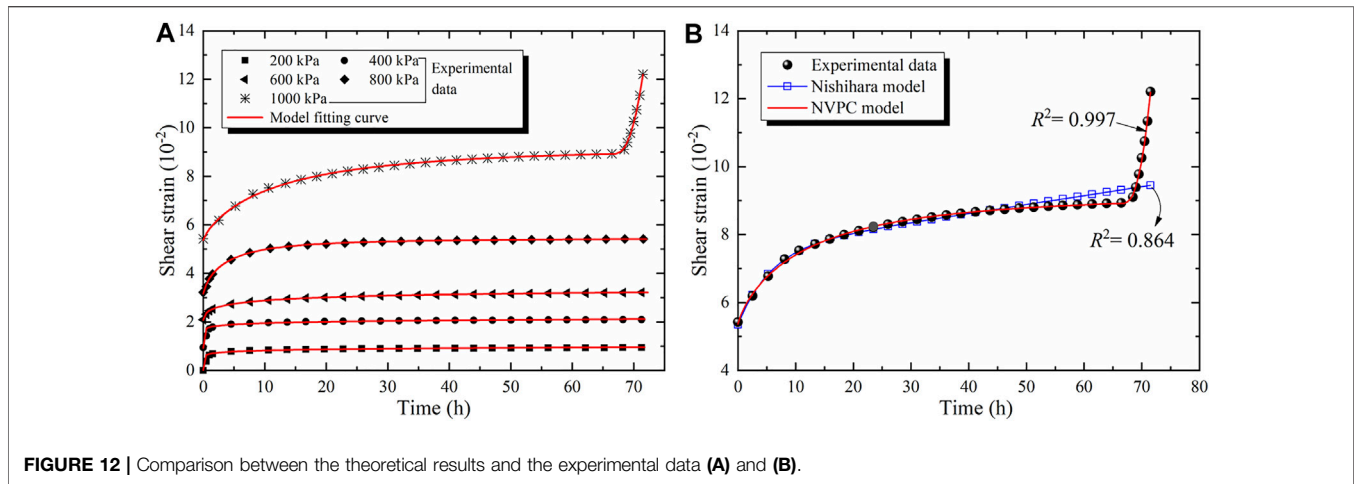 A
200 kPa
400 kPa
600 kPa
800 kPa
1000 kPa
Experimental
data
Model fitting curve
Shear strain (10-2)
14
12
10
8
6
4
2
0
0 10 20 30 40 50 60 70
Time (h)
B
Experimental data
Nishihara model
NVPC model
R2= 0.997
R2= 0.864
Shear strain (10-2)
14
12
10
8
6
4
0 10 20 30 40 50 60 70 80
Time (h)
FIGURE 12 | Comparison between the theoretical results and the experimental data (A) and (B).